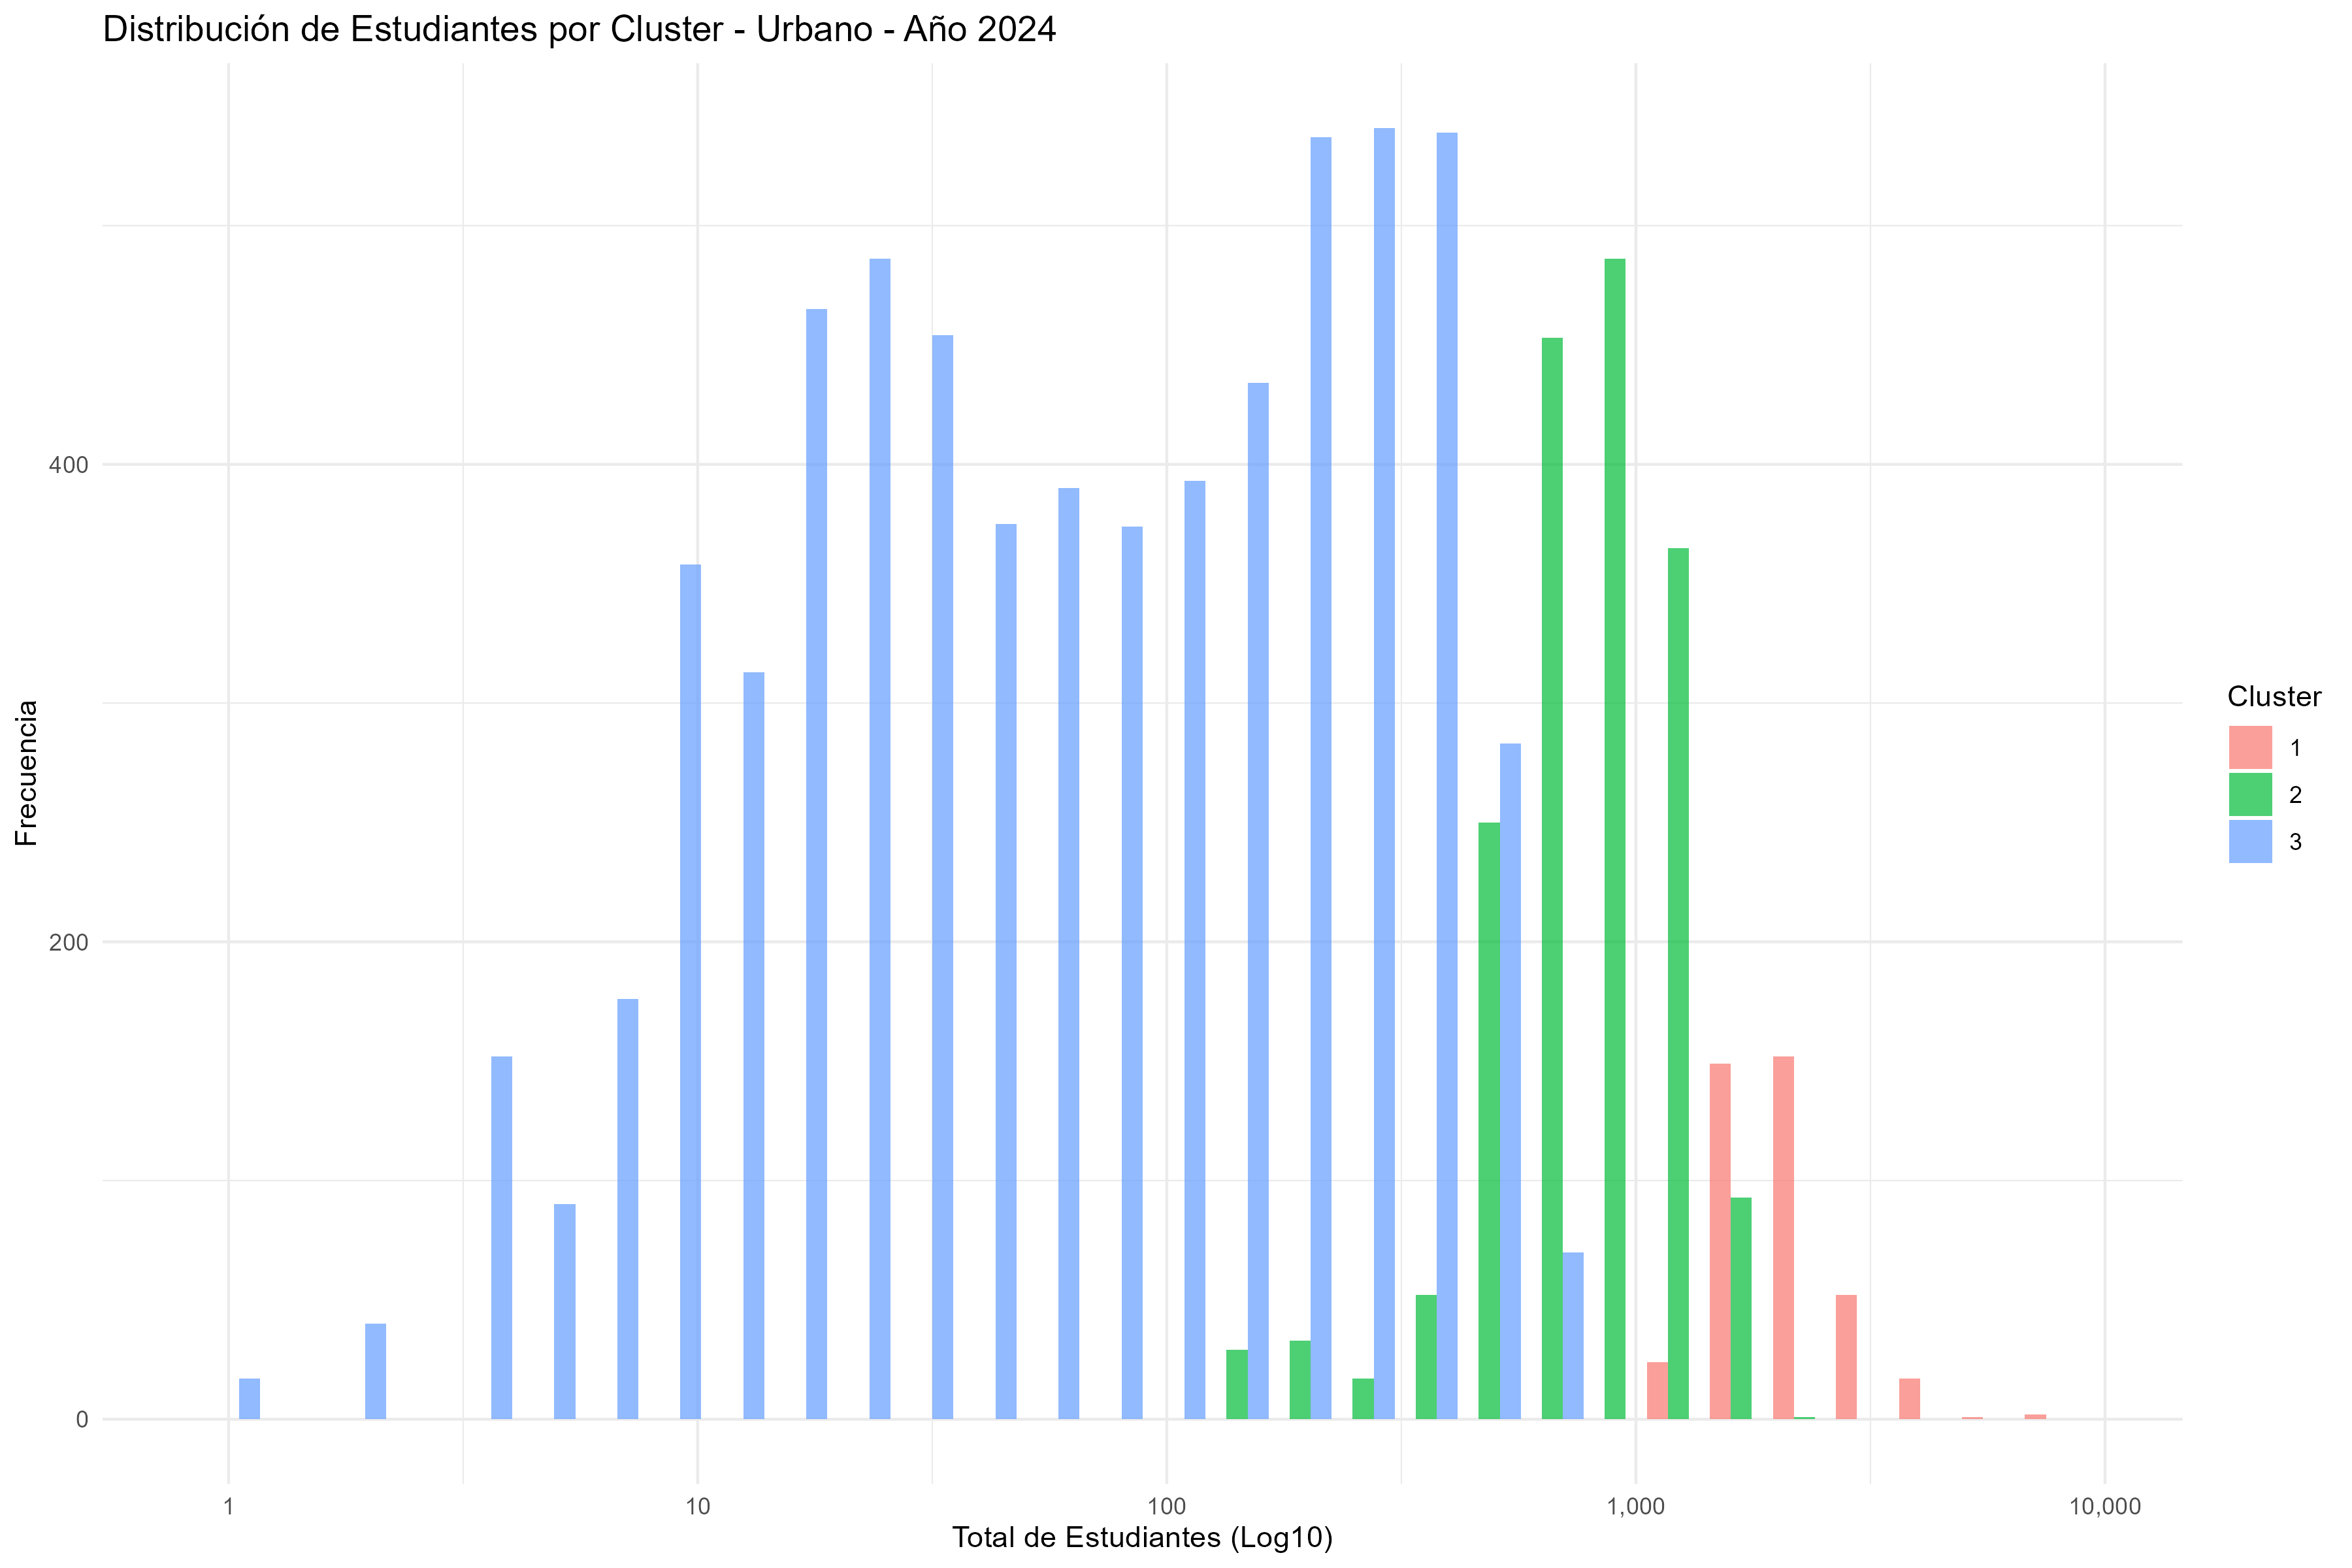 Distribución de Estudiantes por Cluster - Urbano - Año 2024
Frecuencia
400
200
0
1
10
100
1,000
10,000
Total de Estudiantes (Log10)
Cluster
1
2
3